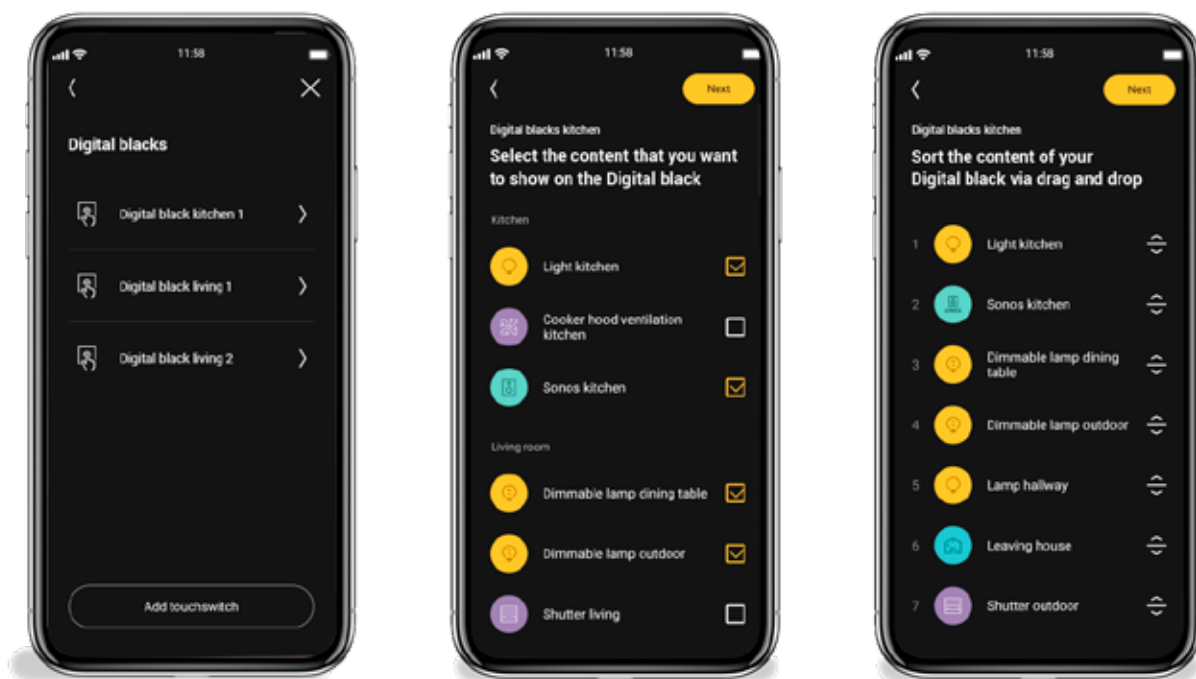 11:58
Digital blacks
Digital black kitchen 1
Digital black living 1
Digital black living 2
Add touchswitch
11:58
Next
Digital blacks kitchen
Select the content that you want
to show on the Digital black
Kitchen
Light kitchen
Cooker hood ventilation
kitchen
Sonos kitchen
Living room
Dimmable lamp dining table
Dimmable lamp outdoor
Shutter living
11:58
Next
Digital blacks kitchen
Sort the content of your
Digital black via drag and drop
1 Light kitchen
2 Sonos kitchen
3 Dimmable lamp dining
table
4 Dimmable lamp outdoor
5 Lamp hallway
6 Leaving house
7 Shutter outdoor